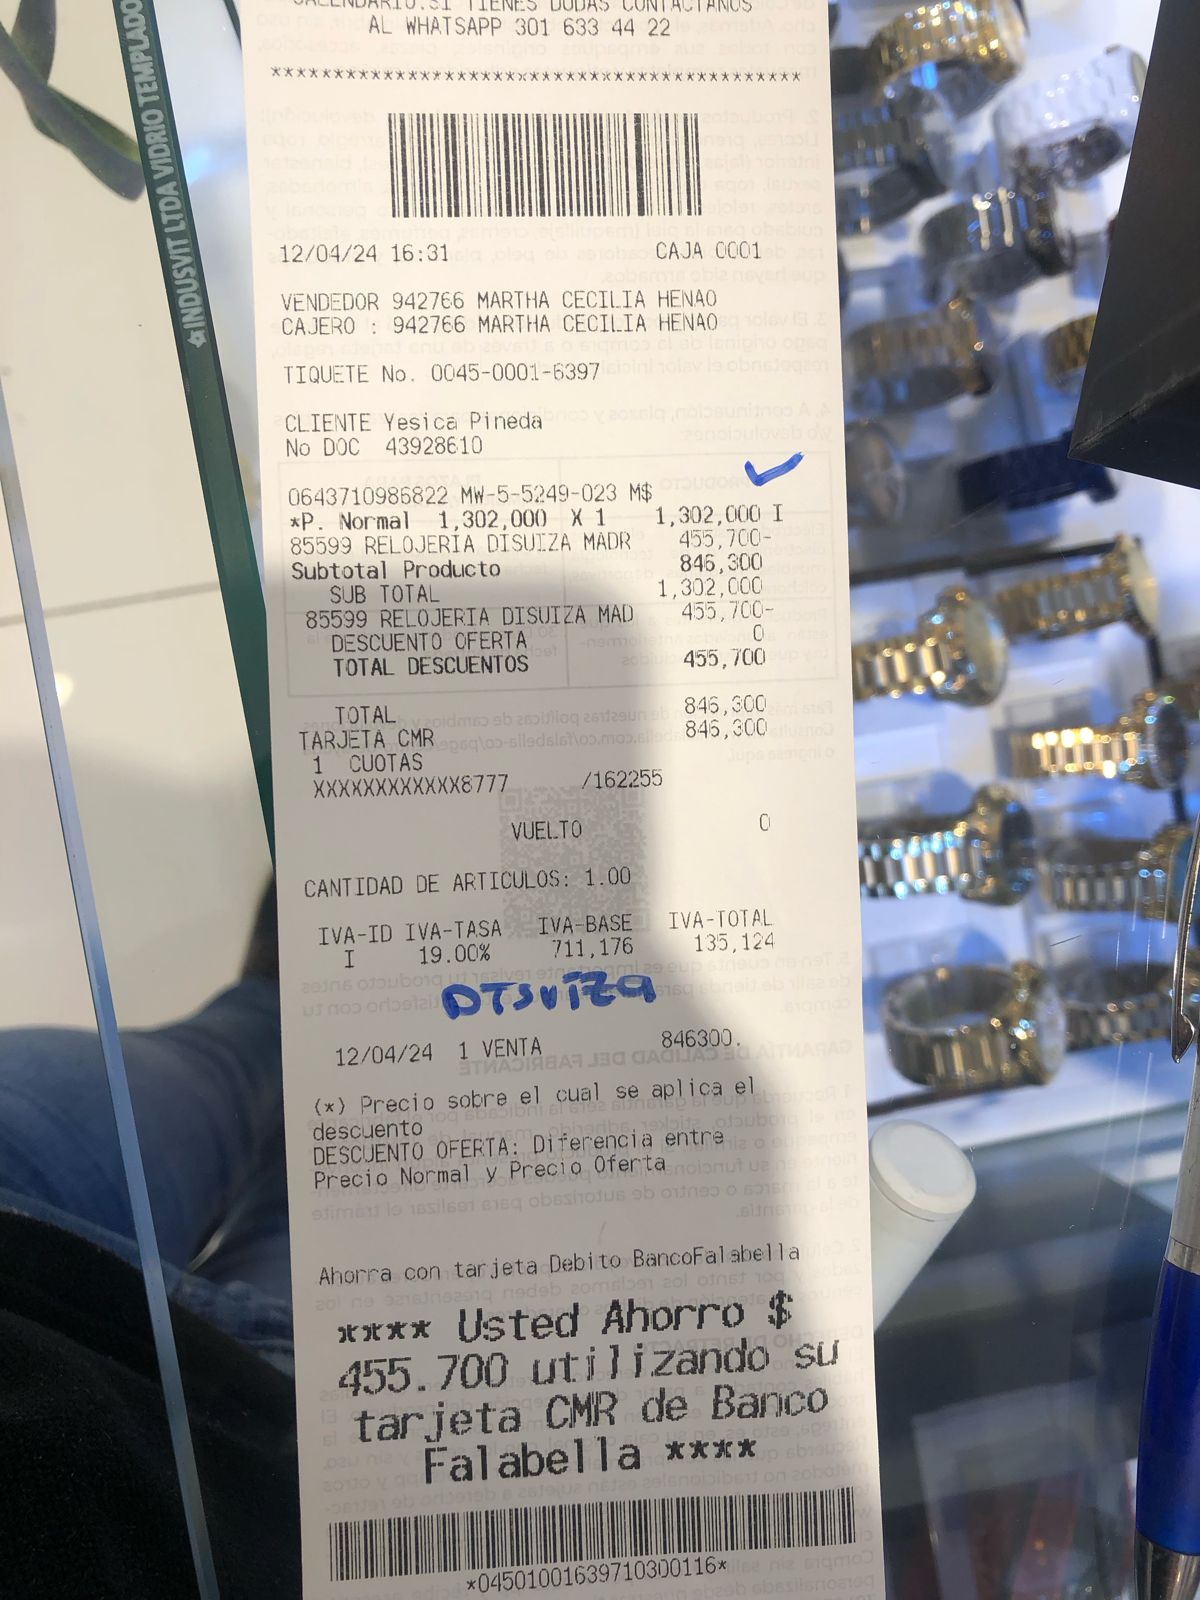 CALENDARIO.SI TIENES DUDAS CONTACTANOS
AL WHATSAPP 301 633 44 22
******************************************
12/04/24 16:31 CAJA 0001
VENDEDOR 942766 MARTHA CECILIA HENAO
CAJERO : 942766 MARTHA CECILIA HENAO
TIQUETE No. 0045-0001-6397
CLIENTE Yesica Pineda
No DOC 43928610
0643710986822 MW-5-5249-023 M$
*P. Normal 1,302,000 X 1 1,302,000 I
85599 RELOJERIA DISUIZA MADR 455,700-
Subtotal Producto 846,300
SUB TOTAL 1,302,000
85599 RELOJERIA DISUIZA MAD 455,700-
DESCUENTO OFERTA 0
TOTAL DESCUENTOS 455,700
TOTAL 846,300
TARJETA CMR 846,300
1 CUOTAS
XXXXXXXXXXXX8777 /162255
VUELTO 0
CANTIDAD DE ARTICULOS: 1.00
IVA-ID IVA-TASA IVA-BASE IVA-TOTAL
I 19.00% 711,176 135,124
DISUIZA
12/04/24 1 VENTA 846300.
(*) Precio sobre el cual se aplica el
descuento
DESCUENTO OFERTA: Diferencia entre
Precio Normal y Precio Oferta
Ahorra con tarjeta Debito BancoFalabella
**** Usted Ahorro $
455.700 utilizando su
tarjeta CMR de Banco
Falabella ****
*04501001639710300116*
INDUSVIT LTDA VIDRIO TEMPLADO